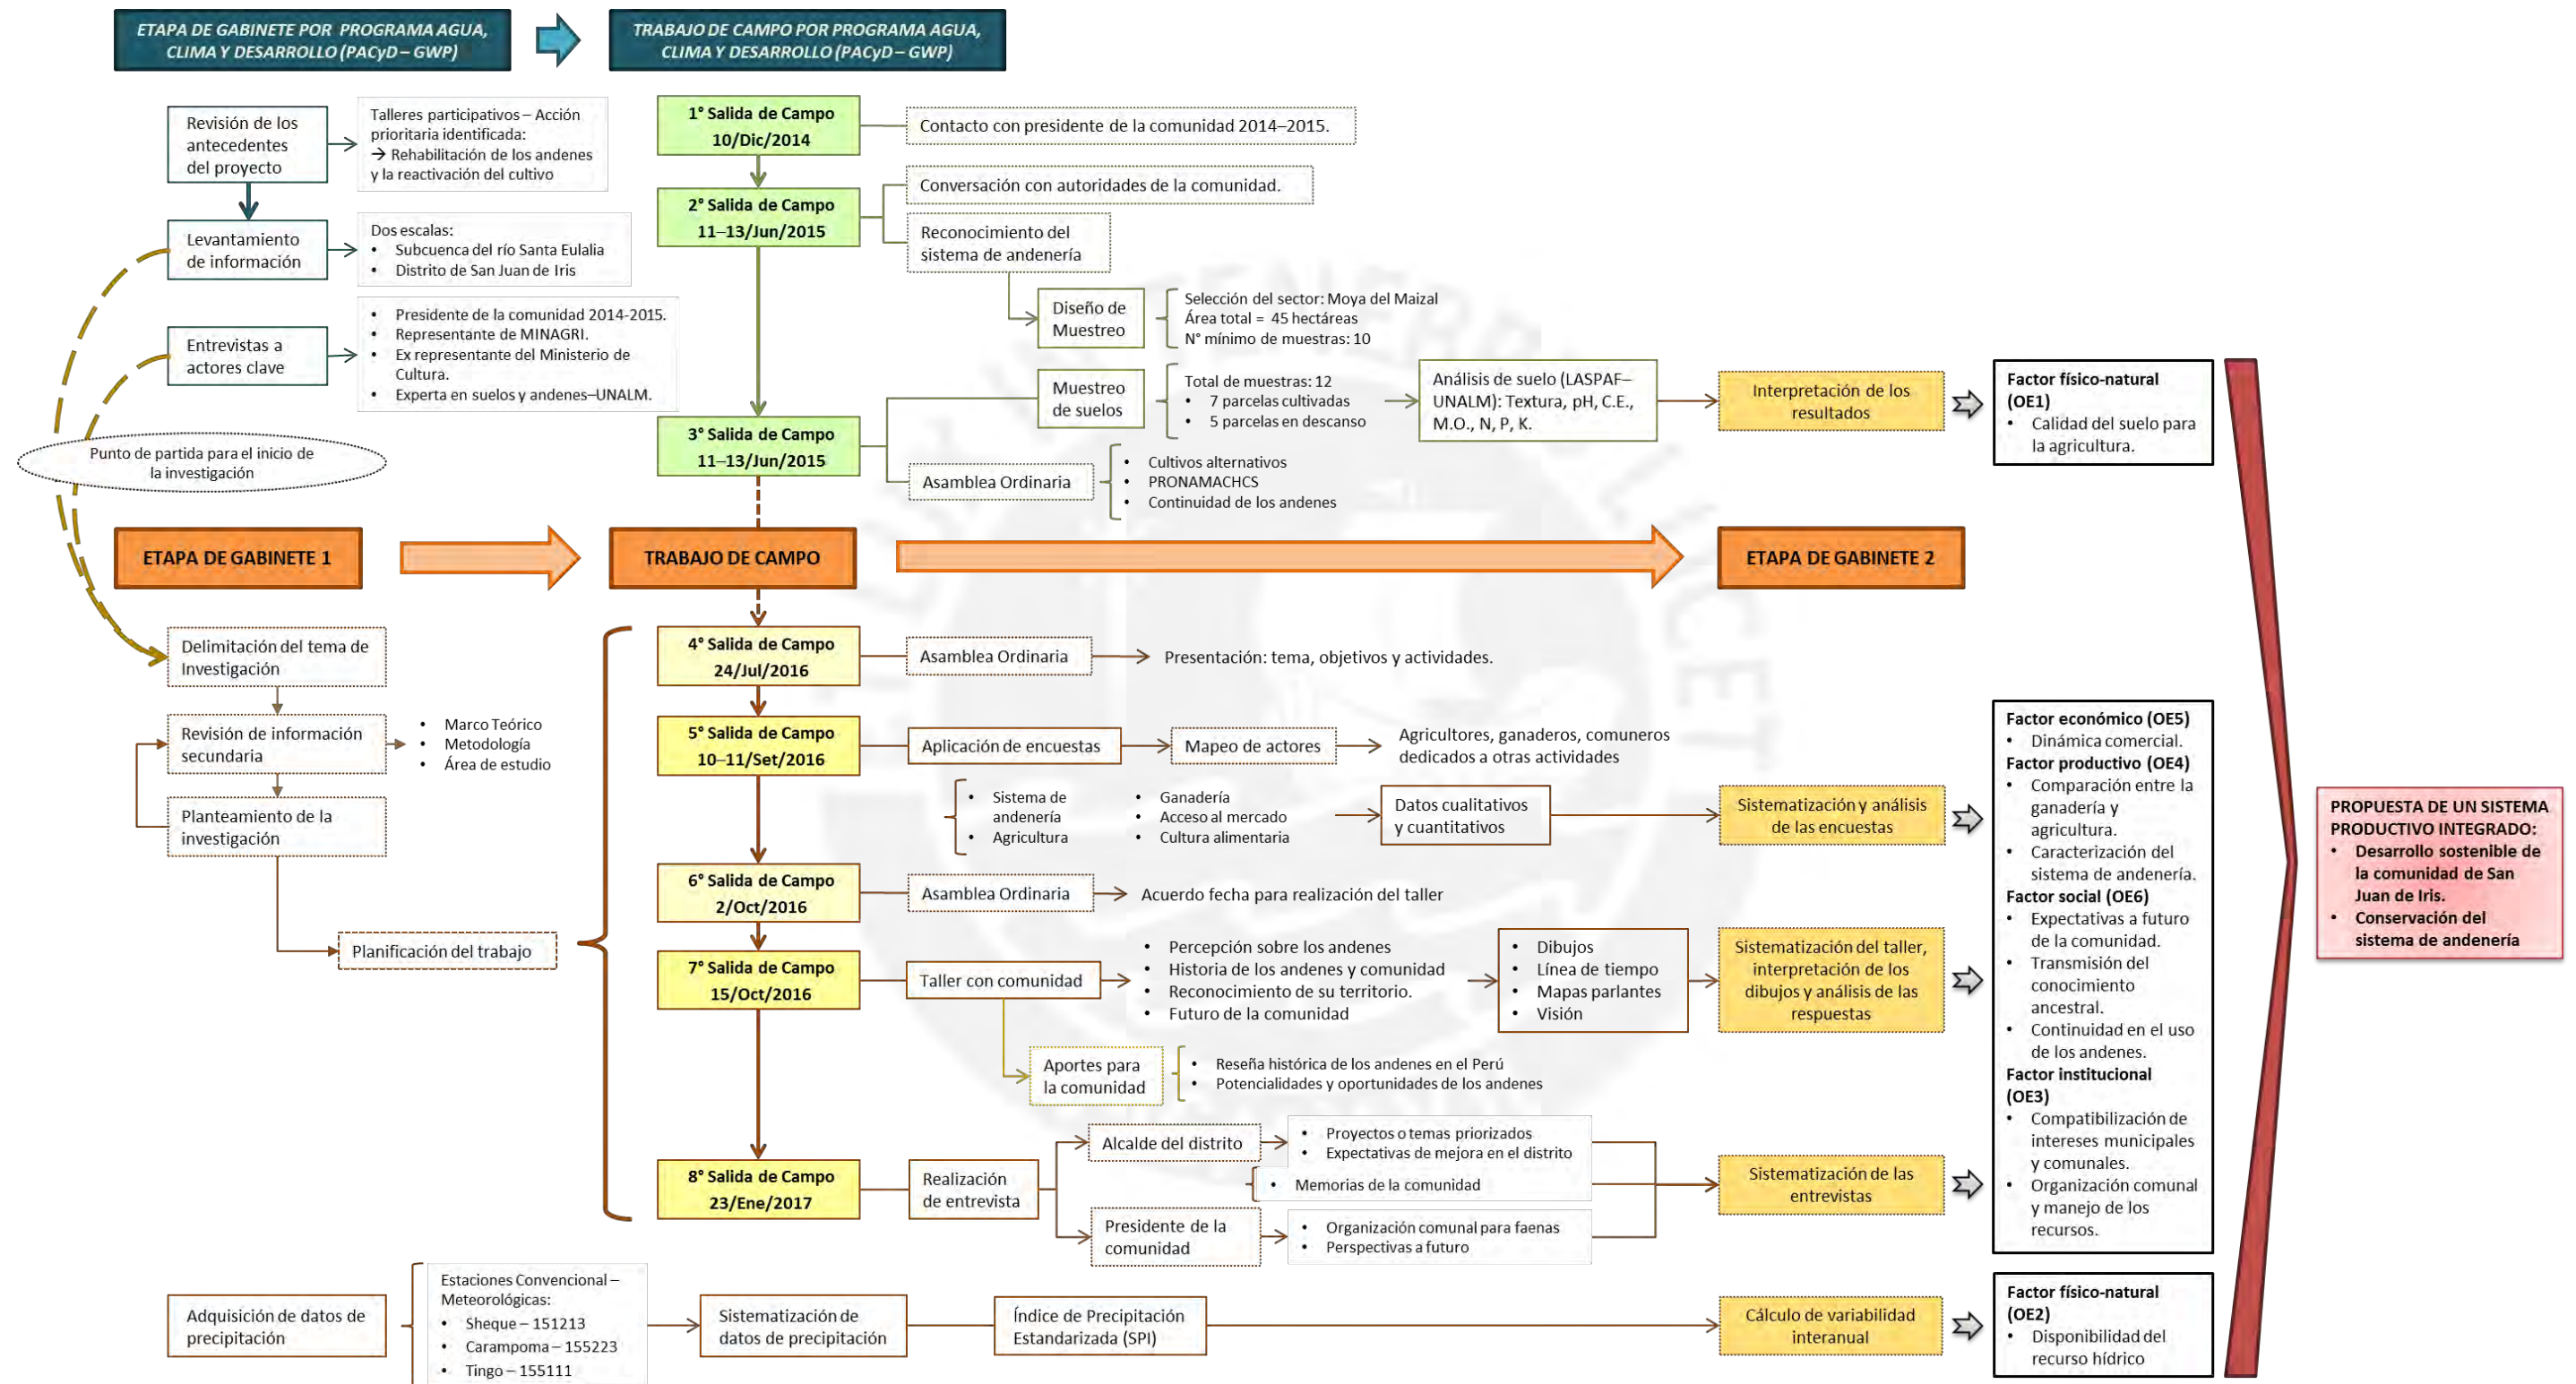 ETAPA DE GABINETE POR PROGRAMA AGUA,
CLIMA Y DESARROLLO (PACyD – GWP)
TRABAJO DE CAMPO POR PROGRAMA AGUA,
CLIMA Y DESARROLLO (PACyD – GWP)
Revisión de los
antecedentes
del proyecto
Talleres participativos – Acción
prioritaria identificada:
→ Rehabilitación de los andenes
y la reactivación del cultivo
Levantamiento
de información
Dos escalas:
• Subcuenca del río Santa Eulalia
• Distrito de San Juan de Iris
Entrevistas a
actores clave
• Presidente de la comunidad 2014-2015.
• Representante de MINAGRI.
• Ex representante del Ministerio de
Cultura.
• Experta en suelos y andenes–UNALM.
Punto de partida para el inicio de
la investigación
1° Salida de Campo
10/Dic/2014
Contacto con presidente de la comunidad 2014–2015.
2° Salida de Campo
11–13/Jun/2015
Conversación con autoridades de la comunidad.
Reconocimiento del
sistema de andenería
Diseño de
Muestreo
Selección del sector: Moya del Maizal
Área total = 45 hectáreas
N° mínimo de muestras: 10
3° Salida de Campo
11–13/Jun/2015
Muestreo
de suelos
Total de muestras: 12
• 7 parcelas cultivadas
• 5 parcelas en descanso
Análisis de suelo (LASPAF–
UNALM): Textura, pH, C.E.,
M.O., N, P, K.
Interpretación de los
resultados
Factor físico-natural
(OE1)
• Calidad del suelo para
la agricultura.
Asamblea Ordinaria
• Cultivos alternativos
• PRONAMACHCS
• Continuidad de los andenes
ETAPA DE GABINETE 1
TRABAJO DE CAMPO
ETAPA DE GABINETE 2
Delimitación del tema de
Investigación
Revisión de información
secundaria
• Marco Teórico
• Metodología
• Área de estudio
Planteamiento de la
investigación
Planificación del trabajo
4° Salida de Campo
24/Jul/2016
Asamblea Ordinaria
Presentación: tema, objetivos y actividades.
5° Salida de Campo
10–11/Set/2016
Aplicación de encuestas
Mapeo de actores
Agricultores, ganaderos, comuneros
dedicados a otras actividades
• Sistema de
andenería
• Agricultura
• Ganadería
• Acceso al mercado
• Cultura alimentaria
Datos cualitativos
y cuantitativos
Sistematización y análisis
de las encuestas
6° Salida de Campo
2/Oct/2016
Asamblea Ordinaria
Acuerdo fecha para realización del taller
7° Salida de Campo
15/Oct/2016
Taller con comunidad
• Percepción sobre los andenes
• Historia de los andenes y comunidad
• Reconocimiento de su territorio.
• Futuro de la comunidad
• Dibujos
• Línea de tiempo
• Mapas parlantes
• Visión
Sistematización del taller,
interpretación de los
dibujos y análisis de las
respuestas
Aportes para
la comunidad
• Reseña histórica de los andenes en el Perú
• Potencialidades y oportunidades de los andenes
8° Salida de Campo
23/Ene/2017
Realización
de entrevista
Alcalde del distrito
• Proyectos o temas priorizados
• Expectativas de mejora en el distrito
• Memorias de la comunidad
Presidente de la
comunidad
• Organización comunal para faenas
• Perspectivas a futuro
Sistematización de las
entrevistas
Factor económico (OE5)
• Dinámica comercial.
Factor productivo (OE4)
• Comparación entre la
ganadería y
agricultura.
• Caracterización del
sistema de andenería.
Factor social (OE6)
• Expectativas a futuro
de la comunidad.
• Transmisión del
conocimiento
ancestral.
• Continuidad en el uso
de los andenes.
Factor institucional
(OE3)
• Compatibilización de
intereses municipales
y comunales.
• Organización comunal
y manejo de los
recursos.
PROPUESTA DE UN SISTEMA
PRODUCTIVO INTEGRADO:
• Desarrollo sostenible de
la comunidad de San
Juan de Iris.
• Conservación del
sistema de andenería
Adquisición de datos de
precipitación
Estaciones Convencional –
Meteorológicas:
• Sheque – 151213
• Carampoma – 155223
• Tingo – 155111
Sistematización de
datos de precipitación
Índice de Precipitación
Estandarizada (SPI)
Cálculo de variabilidad
interanual
Factor físico-natural
(OE2)
• Disponibilidad del
recurso hídrico